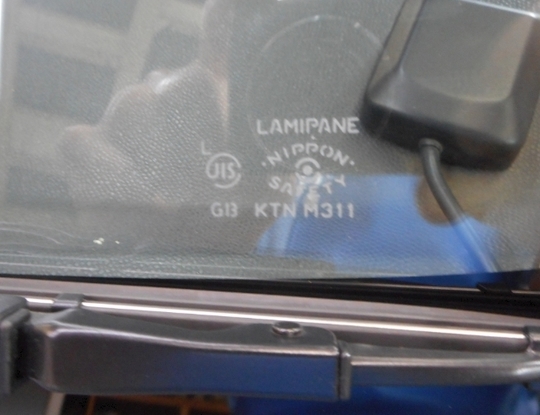 LAMIPANE
L
·NIPPON·
JIS
SAFETY
G13 KTN M311